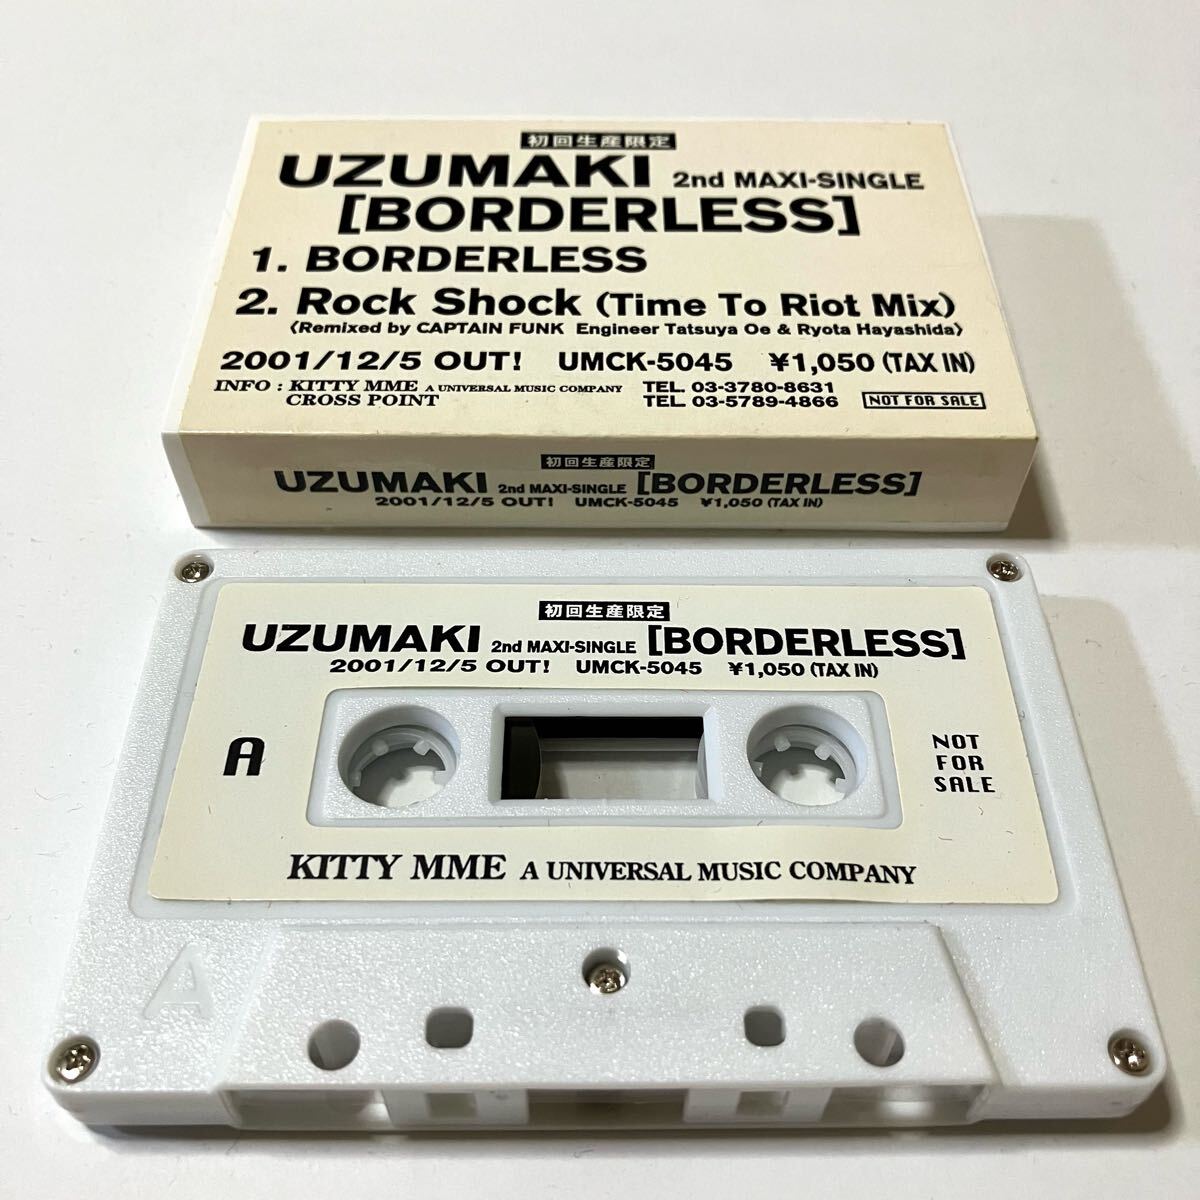 初回生産限定
UZUMAKI 2nd MAXI-SINGLE
[BORDERLESS]
1. BORDERLESS
2. Rock Shock (Time To Riot Mix)
〈Remixed by CAPTAIN FUNK Engineer Tatsuya Oe & Ryota Hayashida〉
2001/12/5 OUT! UMCK-5045 ¥1,050 (TAX IN)
INFO : KITTY MME A UNIVERSAL MUSIC COMPANY TEL. 03-3780-8631
CROSS POINT TEL. 03-5789-4866 NOT FOR SALE
初回生産限定
UZUMAKI 2nd MAXI-SINGLE [BORDERLESS]
2001/12/5 OUT! UMCK-5045 ¥1,050 (TAX IN)
初回生産限定
UZUMAKI 2nd MAXI-SINGLE [BORDERLESS]
2001/12/5 OUT! UMCK-5045 ¥1,050 (TAX IN)
A
NOT
FOR
SALE
KITTY MME A UNIVERSAL MUSIC COMPANY
A